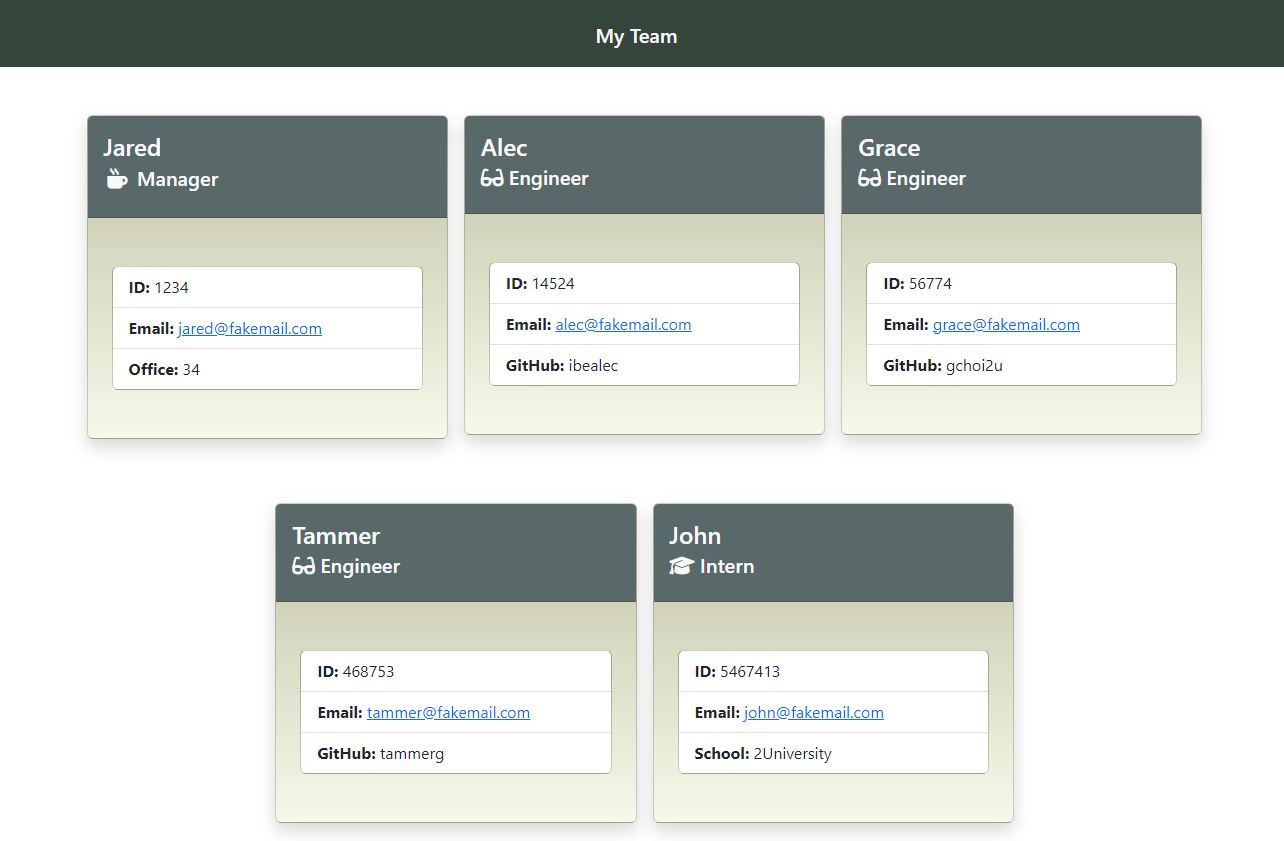 My Team
Jared
Manager
ID: 1234
Email: jared@fakemail.com
Office: 34
Alec
Engineer
ID: 14524
Email: alec@fakemail.com
GitHub: ibealec
Grace
Engineer
ID: 56774
Email: grace@fakemail.com
GitHub: gchoi2u
Tammer
Engineer
ID: 468753
Email: tammer@fakemail.com
GitHub: tammerg
John
Intern
ID: 5467413
Email: john@fakemail.com
School: 2University